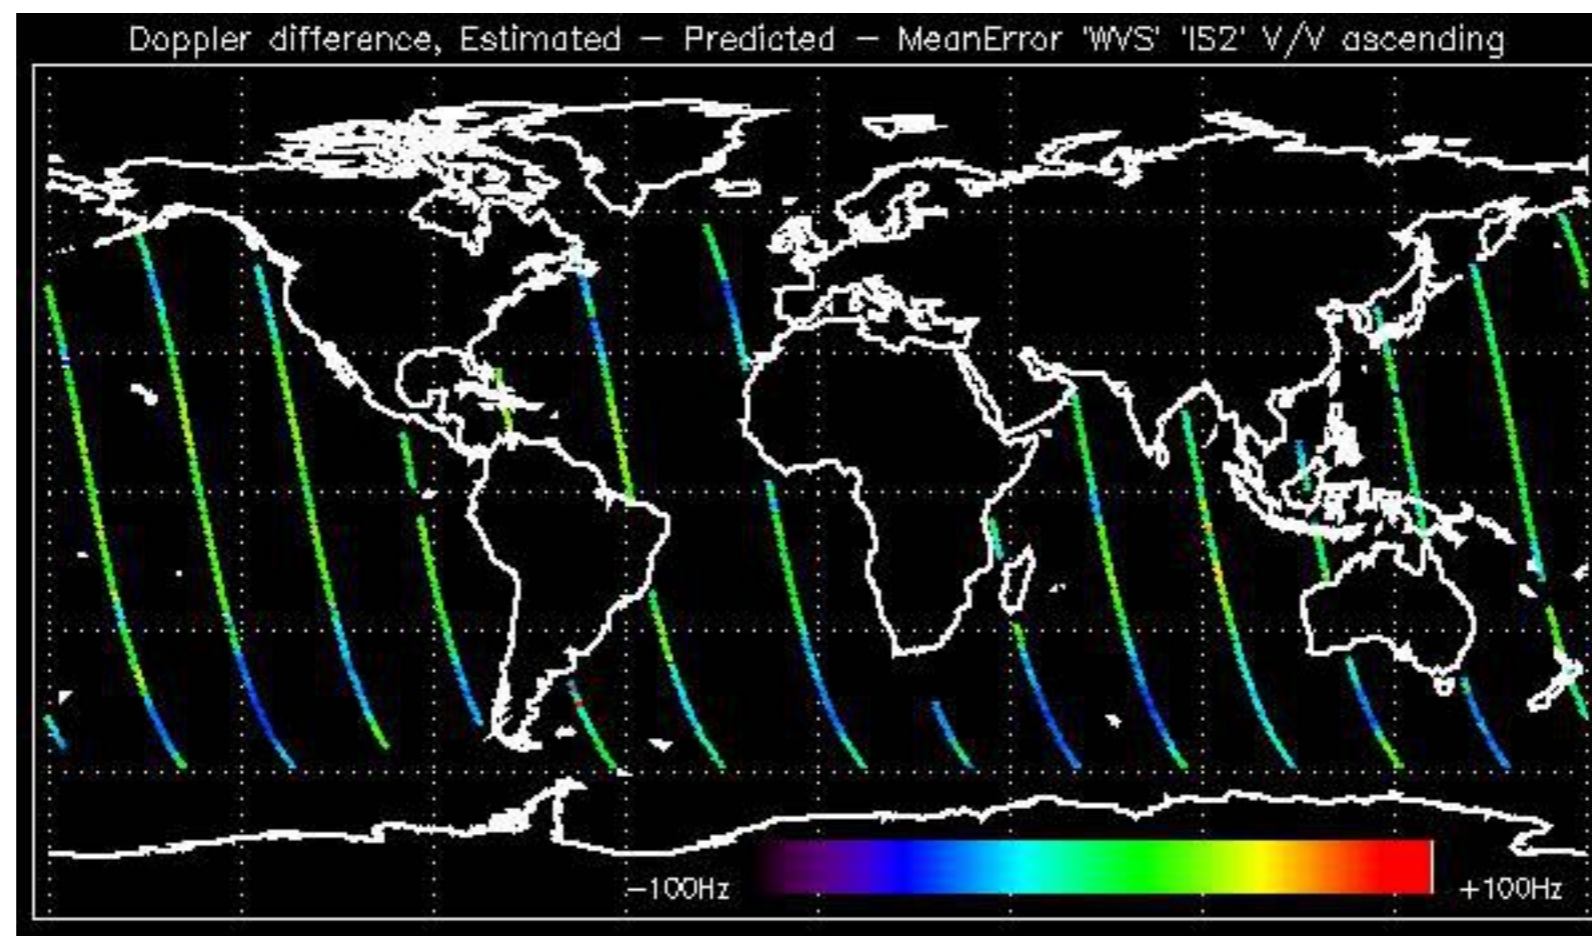 Doppler difference, Estimated — Predicted — MeanError 'WVS' 'IS2' V/V ascending
—100Hz
+100Hz